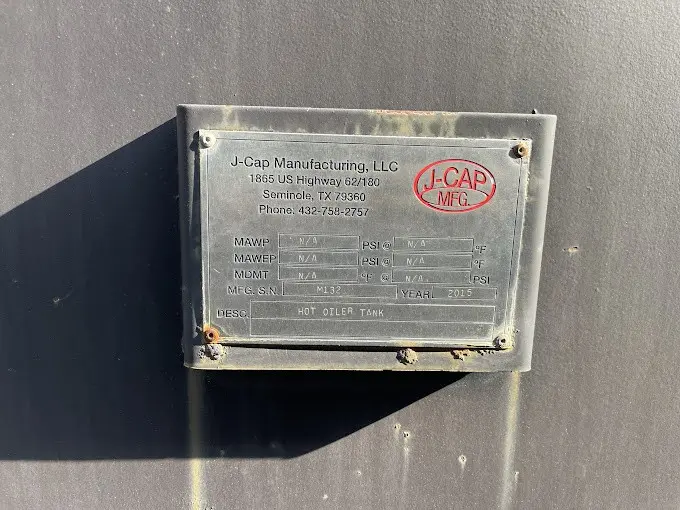 J-Cap Manufacturing, LLC
1865 US Highway 62/180
Seminole, TX 79360
Phone. 432-758-2757
J-CAP
MFG.
MAWP N/A PSI @ N/A °F
MAWEP N/A PSI @ N/A °F
MDMT N/A °F @ N/A PSI
MFG. S.N. M132 YEAR 2015
DESC. HOT OILER TANK